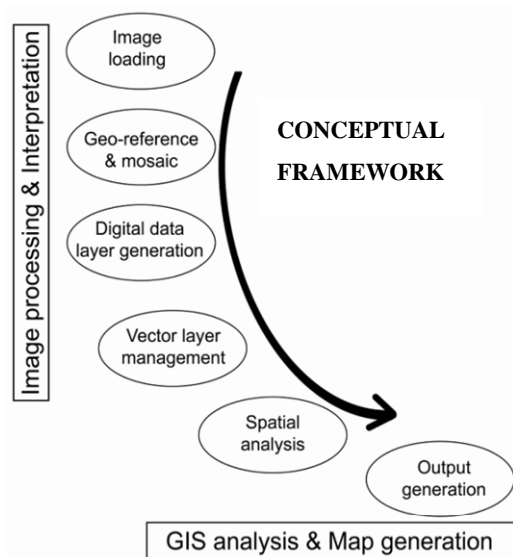 Image
loading
Geo-reference
& mosaic
Digital data
layer generation
Vector layer
management
Spatial
analysis
Output
generation
CONCEPTUAL
FRAMEWORK
Image processing & Interpretation
GIS analysis & Map generation